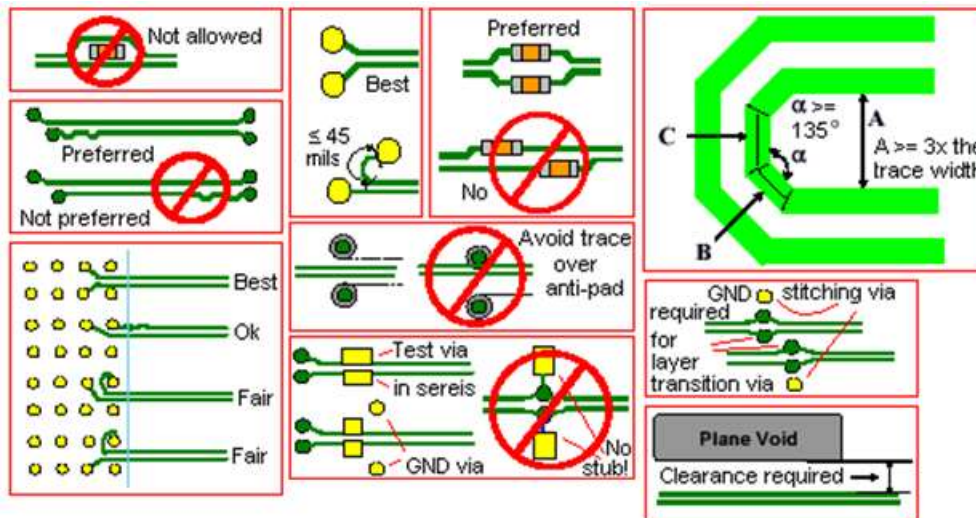 Not allowed
Preferred
Not preferred
Best
Ok
Fair
Fair
Best
≤ 45
mils
Preferred
No
Avoid trace
over
anti-pad
Test via
in sereis
GND via
No
stub!
α >=
135°
α
A
A >= 3x the
trace width
C
B
GND stitching via
required
for
layer
transition via
Plane Void
Clearance required